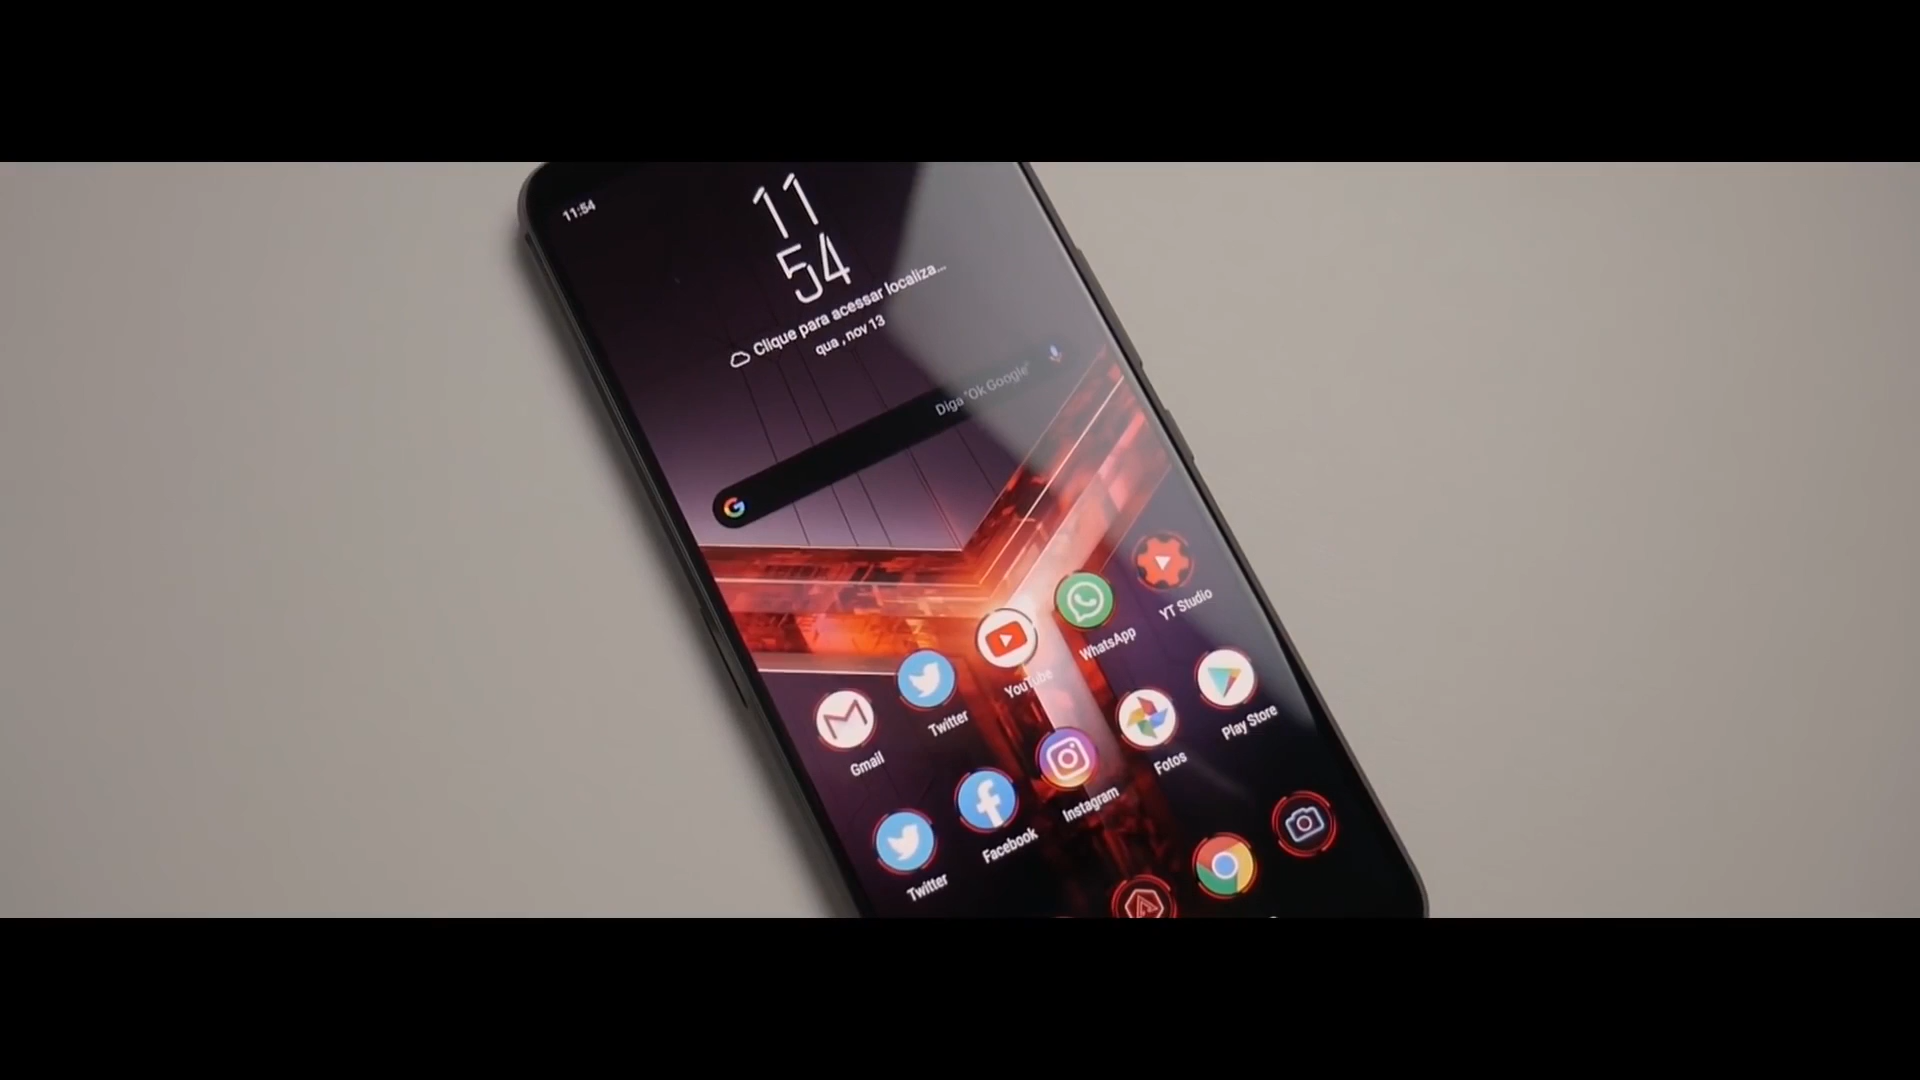 11:54
11
54
Clique para acessar localiza...
qua , nov 13
Diga "Ok Google"
YT Studio
WhatsApp
YouTube
Twitter
Gmail
Play Store
Fotos
Instagram
Facebook
Twitter